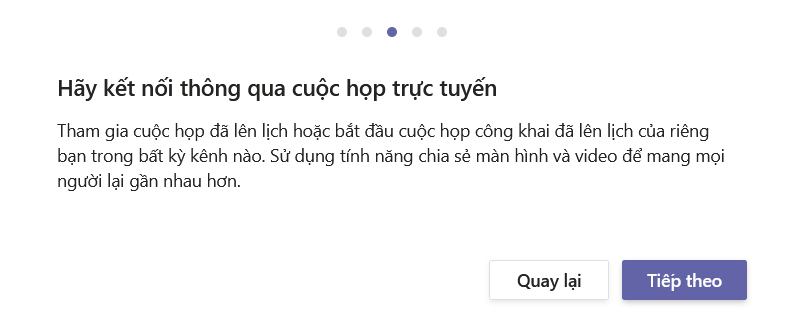 Hãy kết nối thông qua cuộc họp trực tuyến
Tham gia cuộc họp đã lên lịch hoặc bắt đầu cuộc họp công khai đã lên lịch của riêng
bạn trong bất kỳ kênh nào. Sử dụng tính năng chia sẻ màn hình và video để mang mọi
người lại gần nhau hơn.
Quay lại
Tiếp theo